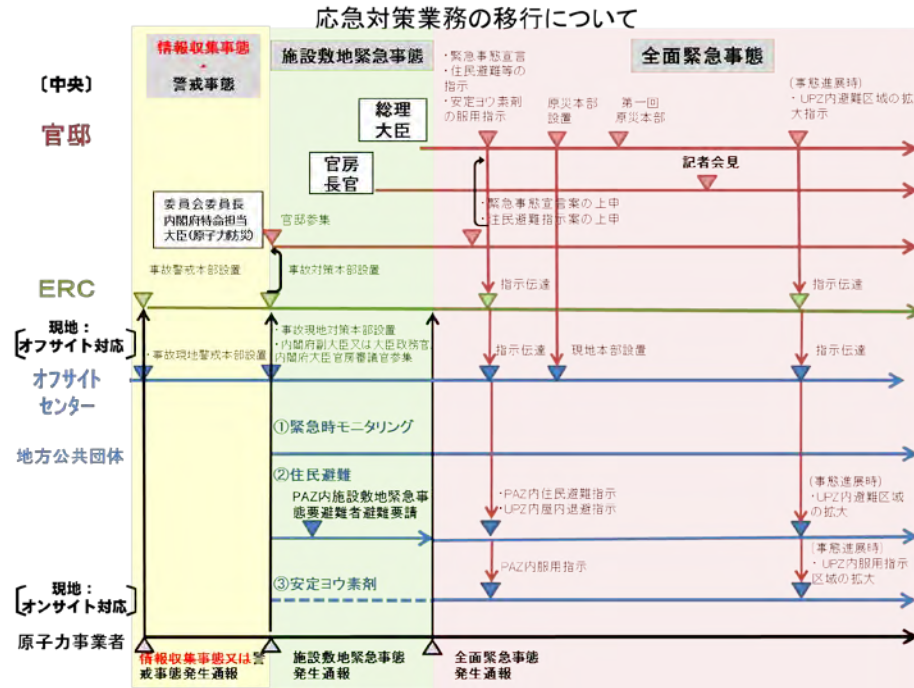 応急対策業務の移行について
情報収集事態
・
警戒事態
施設敷地緊急事態
全面緊急事態
・緊急事態宣言
・住民避難等の
指示
・安定ヨウ素剤
の服用指示
原災本部
設置
第一回
原災本部
(事態進展時)
・UPZ内避難区域の拡
大指示
〔中央〕
官邸
総理
大臣
官房
長官
記者会見
委員会委員長
内閣府特命担当
大臣(原子力防災)
官邸参集
・緊急事態宣言案の上申
・住民避難指示案の上申
事故警戒本部設置
事故対策本部設置
指示伝達
指示伝達
ERC
現地:
オフサイト対応
・事故現地警戒本部設置
・事故現地対策本部設置
・内閣府副大臣又は大臣政務官、
内閣府大臣官房審議官参集
指示伝達
現地本部設置
指示伝達
オフサイト
センター
①緊急時モニタリング
地方公共団体
②住民避難
PAZ内施設敷地緊急事
態要避難者避難要請
・PAZ内住民避難指示
・UPZ内屋内退避指示
(事態進展時)
・UPZ内避難区域
の拡大
PAZ内服用指示
(事態進展時)
・UPZ内服用指示
区域の拡大
③安定ヨウ素剤
現地:
オンサイト対応
原子力事業者
情報収集事態又は警
戒事態発生通報
施設敷地緊急事態
発生通報
全面緊急事態
発生通報